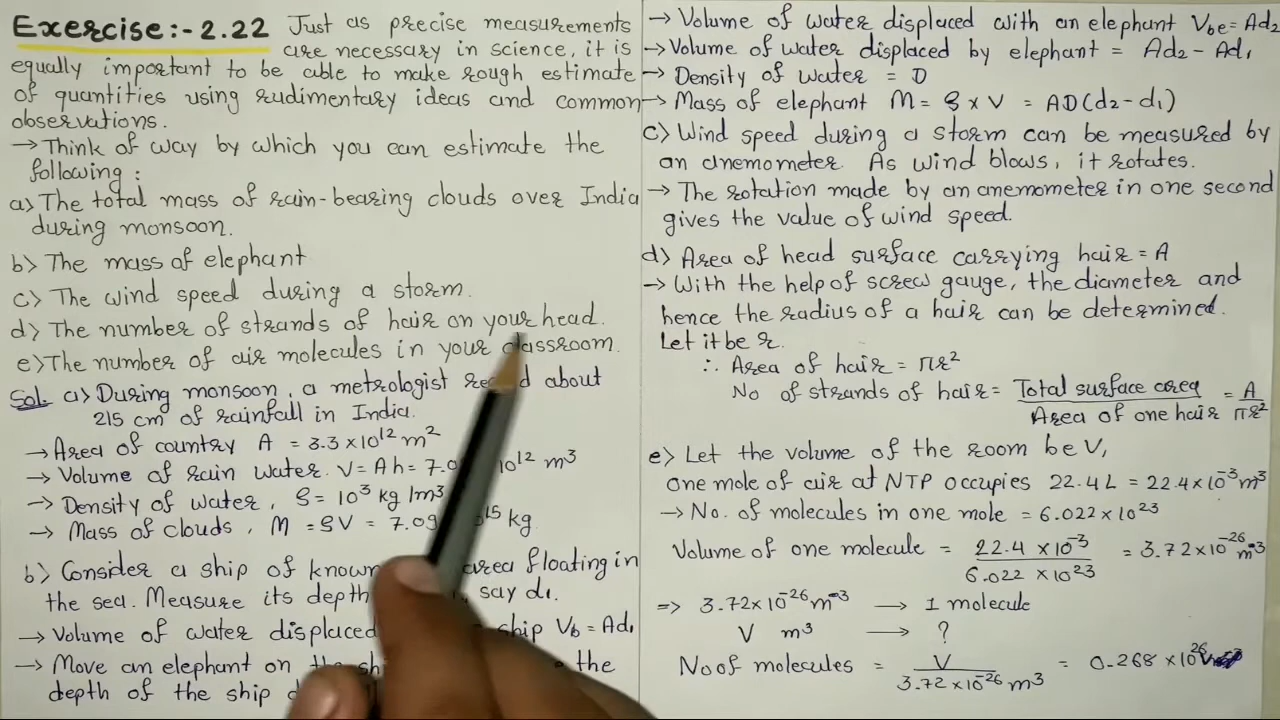 Exercise:- 2.22 Just as precise measurements
are necessary in science, it is
equally important to be able to make rough estimate
of quantities using rudimentary ideas and common
observations.
→ Think of way by which you can estimate the
following :
a) The total mass of rain-bearing clouds over India
during monsoon.
b) The mass of elephant
c) The wind speed during a storm.
d) The number of strands of hair on your head.
e) The number of air molecules in your classroom.
Sol. a) During monsoon, a metrologist about
215 cm of rainfall in India.
→ Area of country A = 3.3 x 10¹² m²
→ Volume of rain water. V = Ah = 7.0 10¹² m³
→ Density of water, ϱ = 10³ kg/m³
→ Mass of clouds, M = ϱV = 7.09 kg
b) Consider a ship of known area floating in
the sea. Measure its depth say d₁.
→ Volume of water displaced ship Vb = Ad₁
→ Move an elephant on the the
depth of the ship
→ Volume of water displaced with an elephant Vbe = Ad₂
→ Volume of water displaced by elephant = Ad₂ - Ad₁
→ Density of water = D
→ Mass of elephant M = ϱ x V = AD(d₂ - d₁)
c) Wind speed during a storm can be measured by
an anemometer. As wind blows, it rotates.
→ The rotation made by an anemometer in one second
gives the value of wind speed.
d) Area of head surface carrying hair = A
→ With the help of screw gauge, the diameter and
hence the radius of a hair can be determined.
Let it be r.
∴ Area of hair = πr²
No of strands of hair = Total surface area / Area of one hair = A / πr²
e) Let the volume of the room be V,
One mole of air at NTP occupies 22.4 L = 22.4 x 10⁻³ m³
→ No. of molecules in one mole = 6.022 x 10²³
Volume of one molecule = 22.4 x 10⁻³ / 6.022 x 10²³ = 3.72 x 10⁻²⁶ m⁻³
=> 3.72 x 10⁻²⁶ m⁻³ → 1 molecule
V m³ → ?
No of molecules = V / 3.72 x 10⁻²⁶ m³ = 0.268 x 10²⁶ V